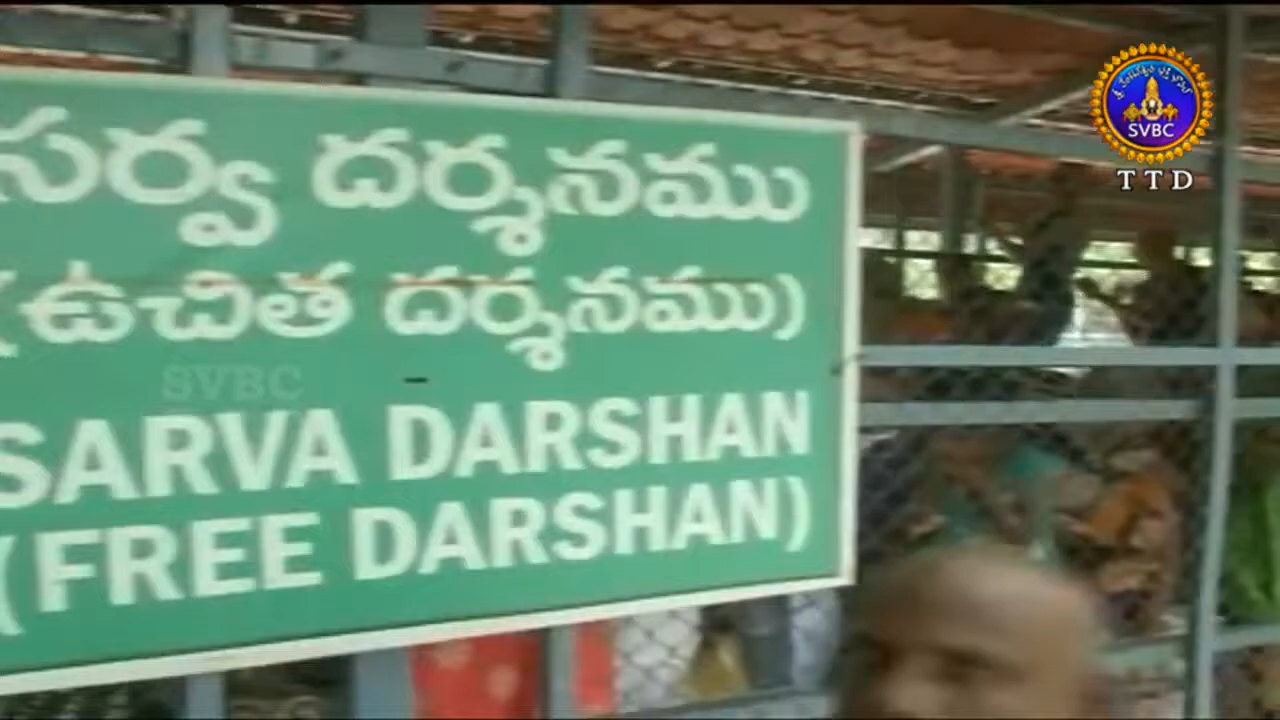 సర్వ దర్శనము
(ఉచిత దర్శనము)
SVBC
SARVA DARSHAN
(FREE DARSHAN)
SVBC
TTD